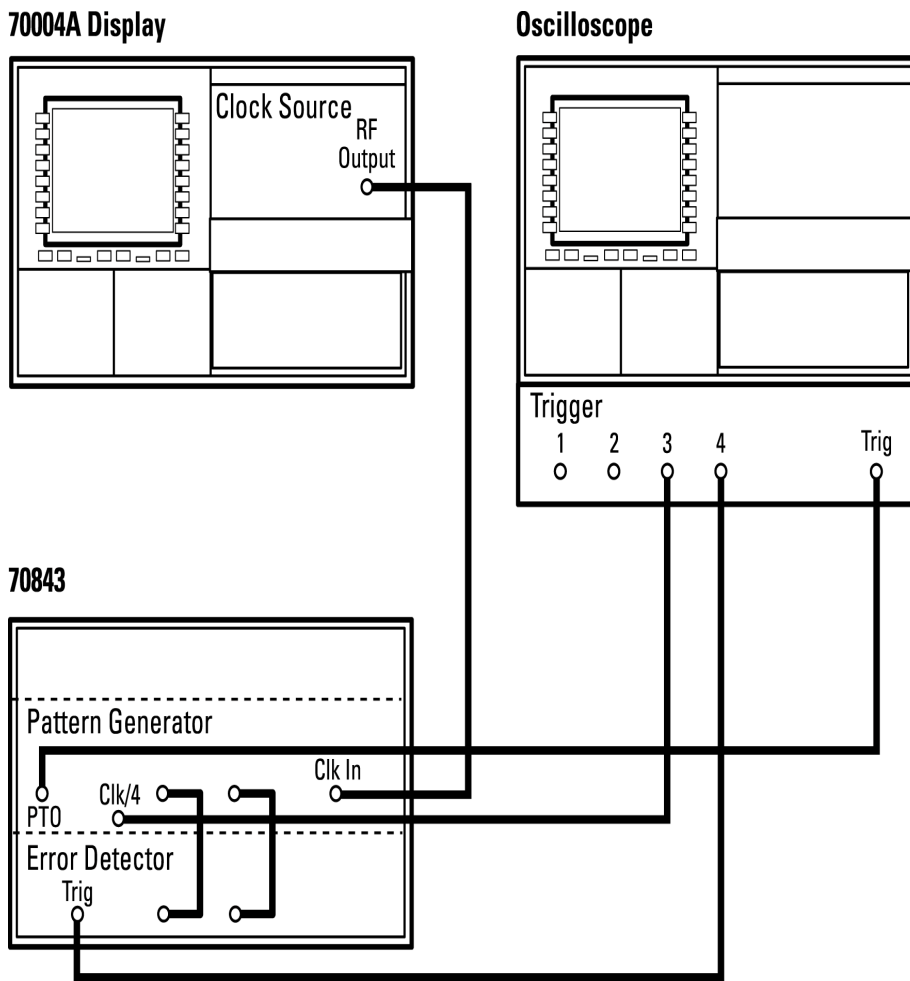 70004A Display
Oscilloscope
Clock Source
RF
Output
Trigger
1 2 3 4 Trig
70843
Pattern Generator
Clk In
Clk/4
PTO
Error Detector
Trig